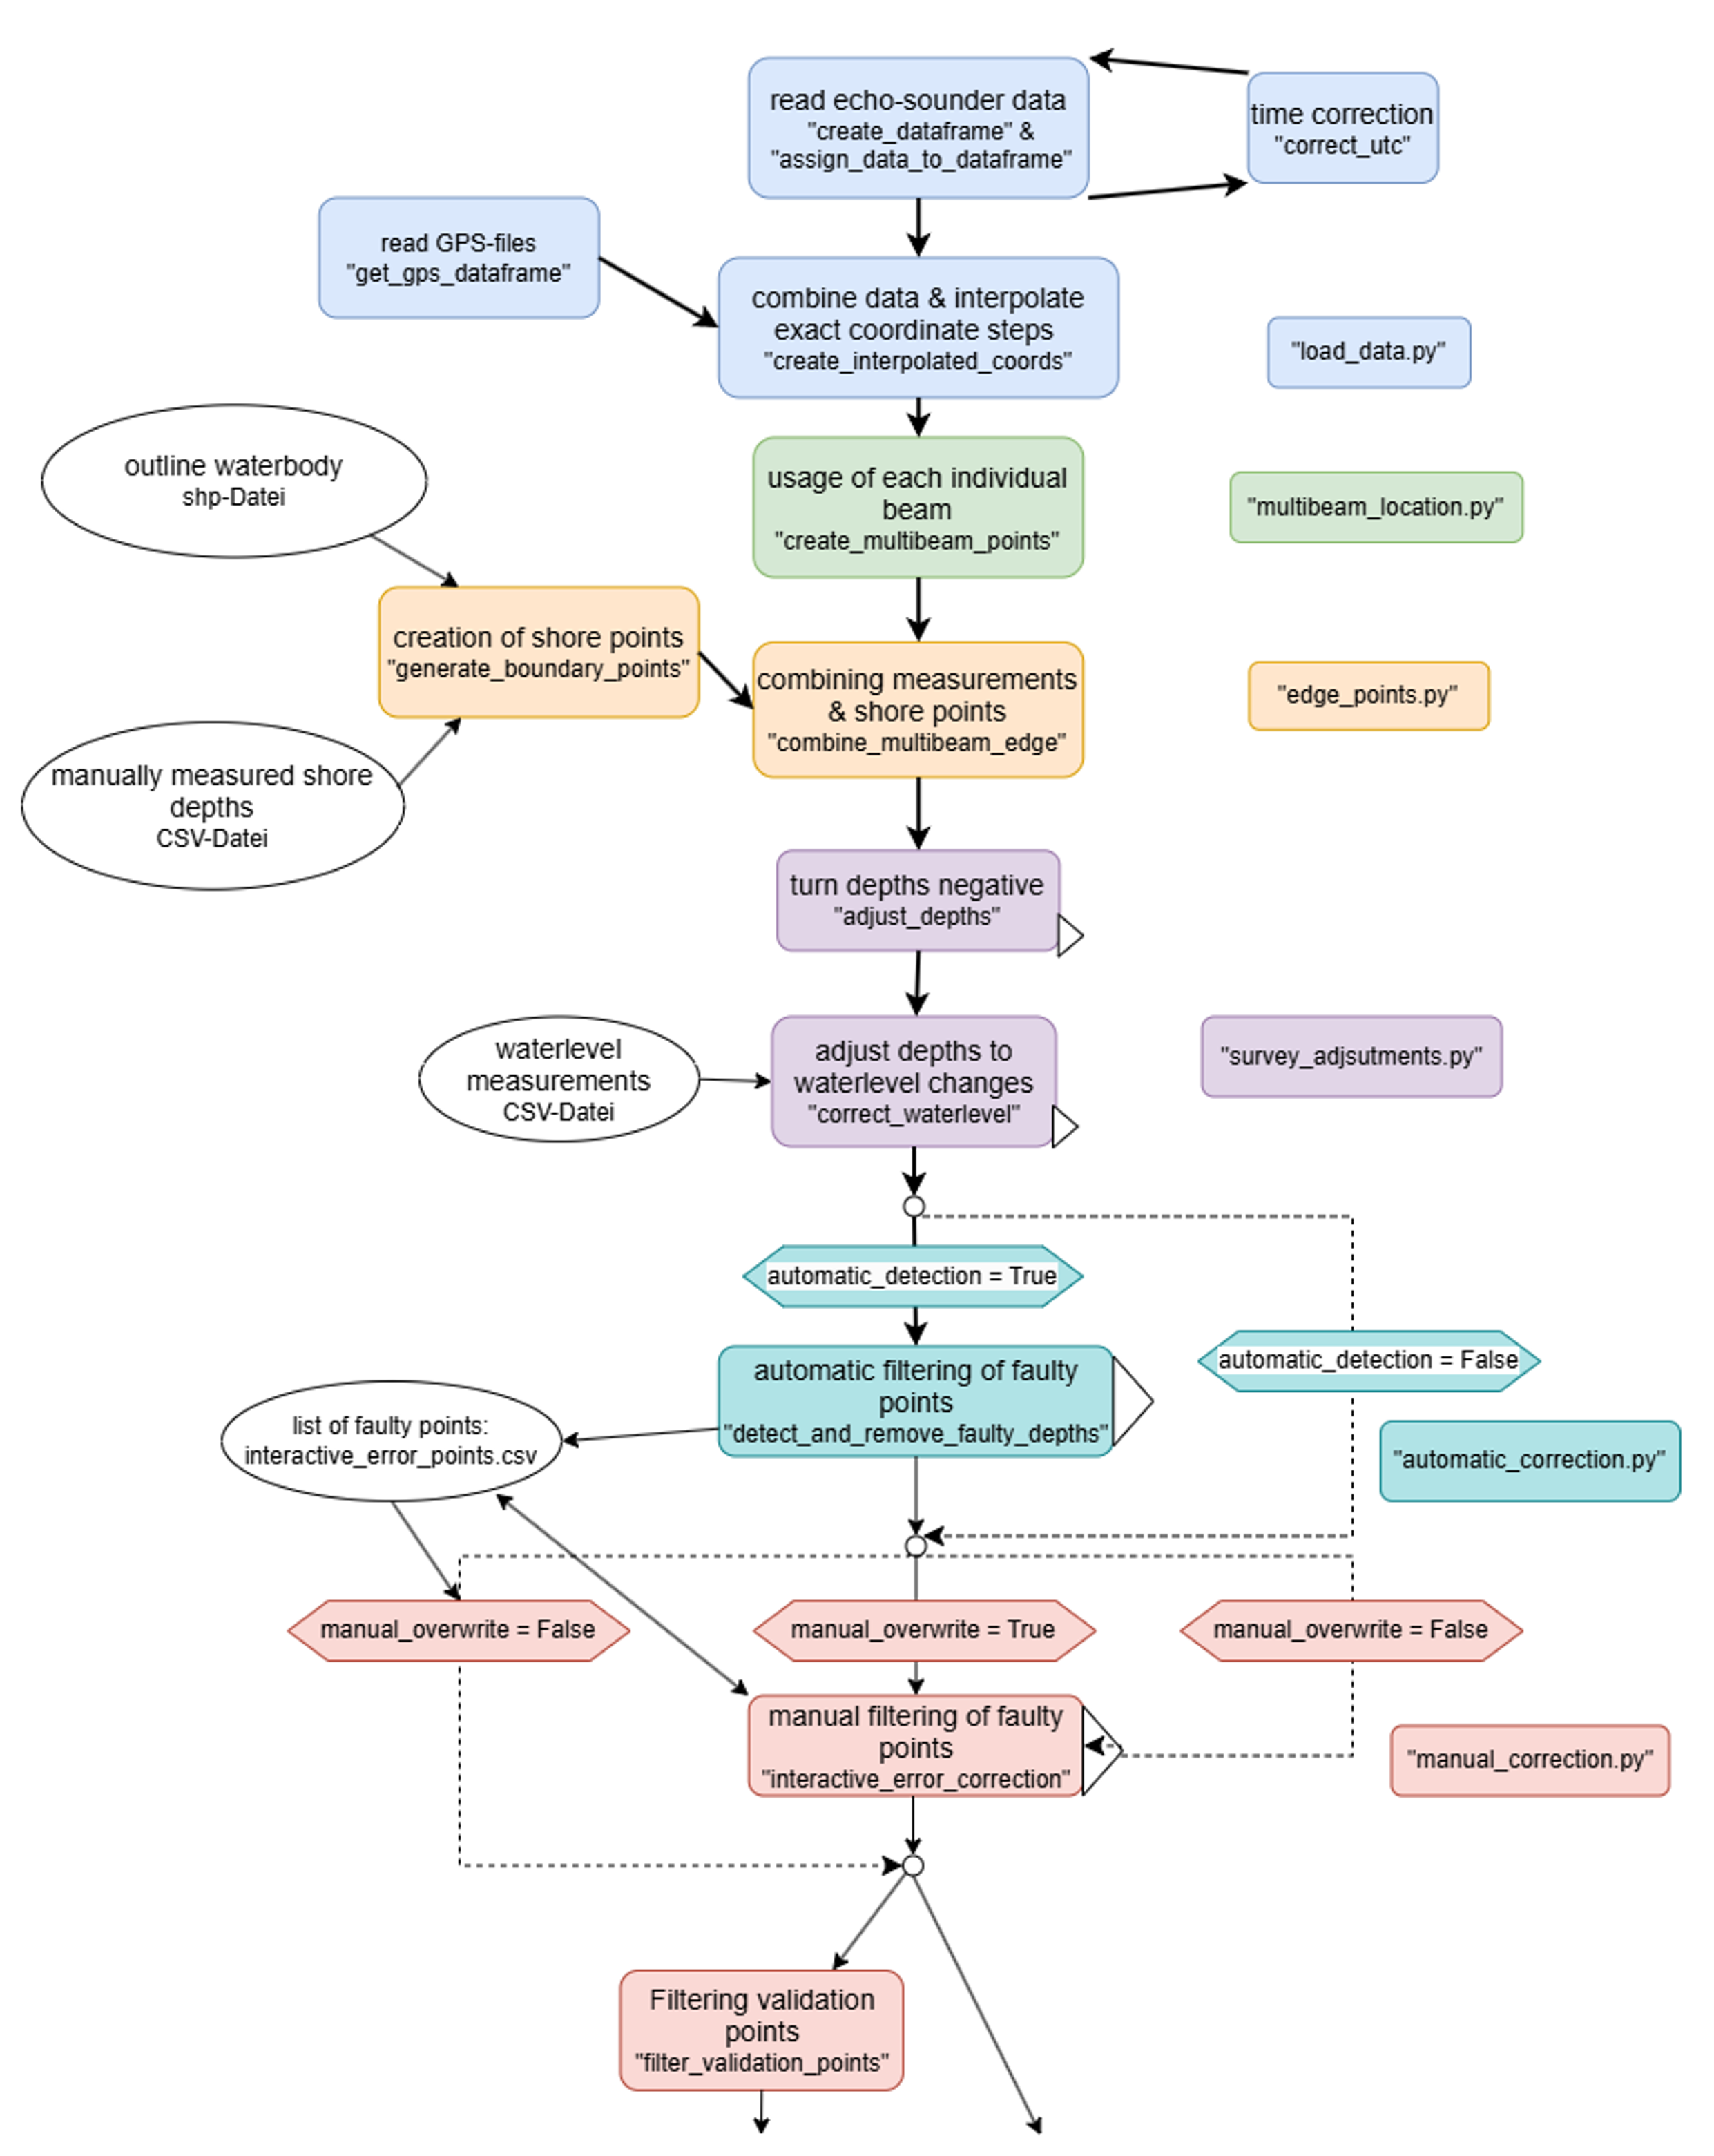 read echo-sounder data
"create_dataframe" &
"assign_data_to_dataframe"
time correction
"correct_utc"
read GPS-files
"get_gps_dataframe"
combine data & interpolate
exact coordinate steps
"create_interpolated_coords"
"load_data.py"
outline waterbody
shp-Datei
usage of each individual
beam
"create_multibeam_points"
"multibeam_location.py"
creation of shore points
"generate_boundary_points"
combining measurements
& shore points
"combine_multibeam_edge"
"edge_points.py"
manually measured shore
depths
CSV-Datei
turn depths negative
"adjust_depths"
waterlevel
measurements
CSV-Datei
adjust depths to
waterlevel changes
"correct_waterlevel"
"survey_adjsutments.py"
automatic_detection = True
automatic_detection = False
automatic filtering of faulty
points
"detect_and_remove_faulty_depths"
list of faulty points:
interactive_error_points.csv
"automatic_correction.py"
manual_overwrite = False
manual_overwrite = True
manual_overwrite = False
manual filtering of faulty
points
"interactive_error_correction"
"manual_correction.py"
Filtering validation
points
"filter_validation_points"